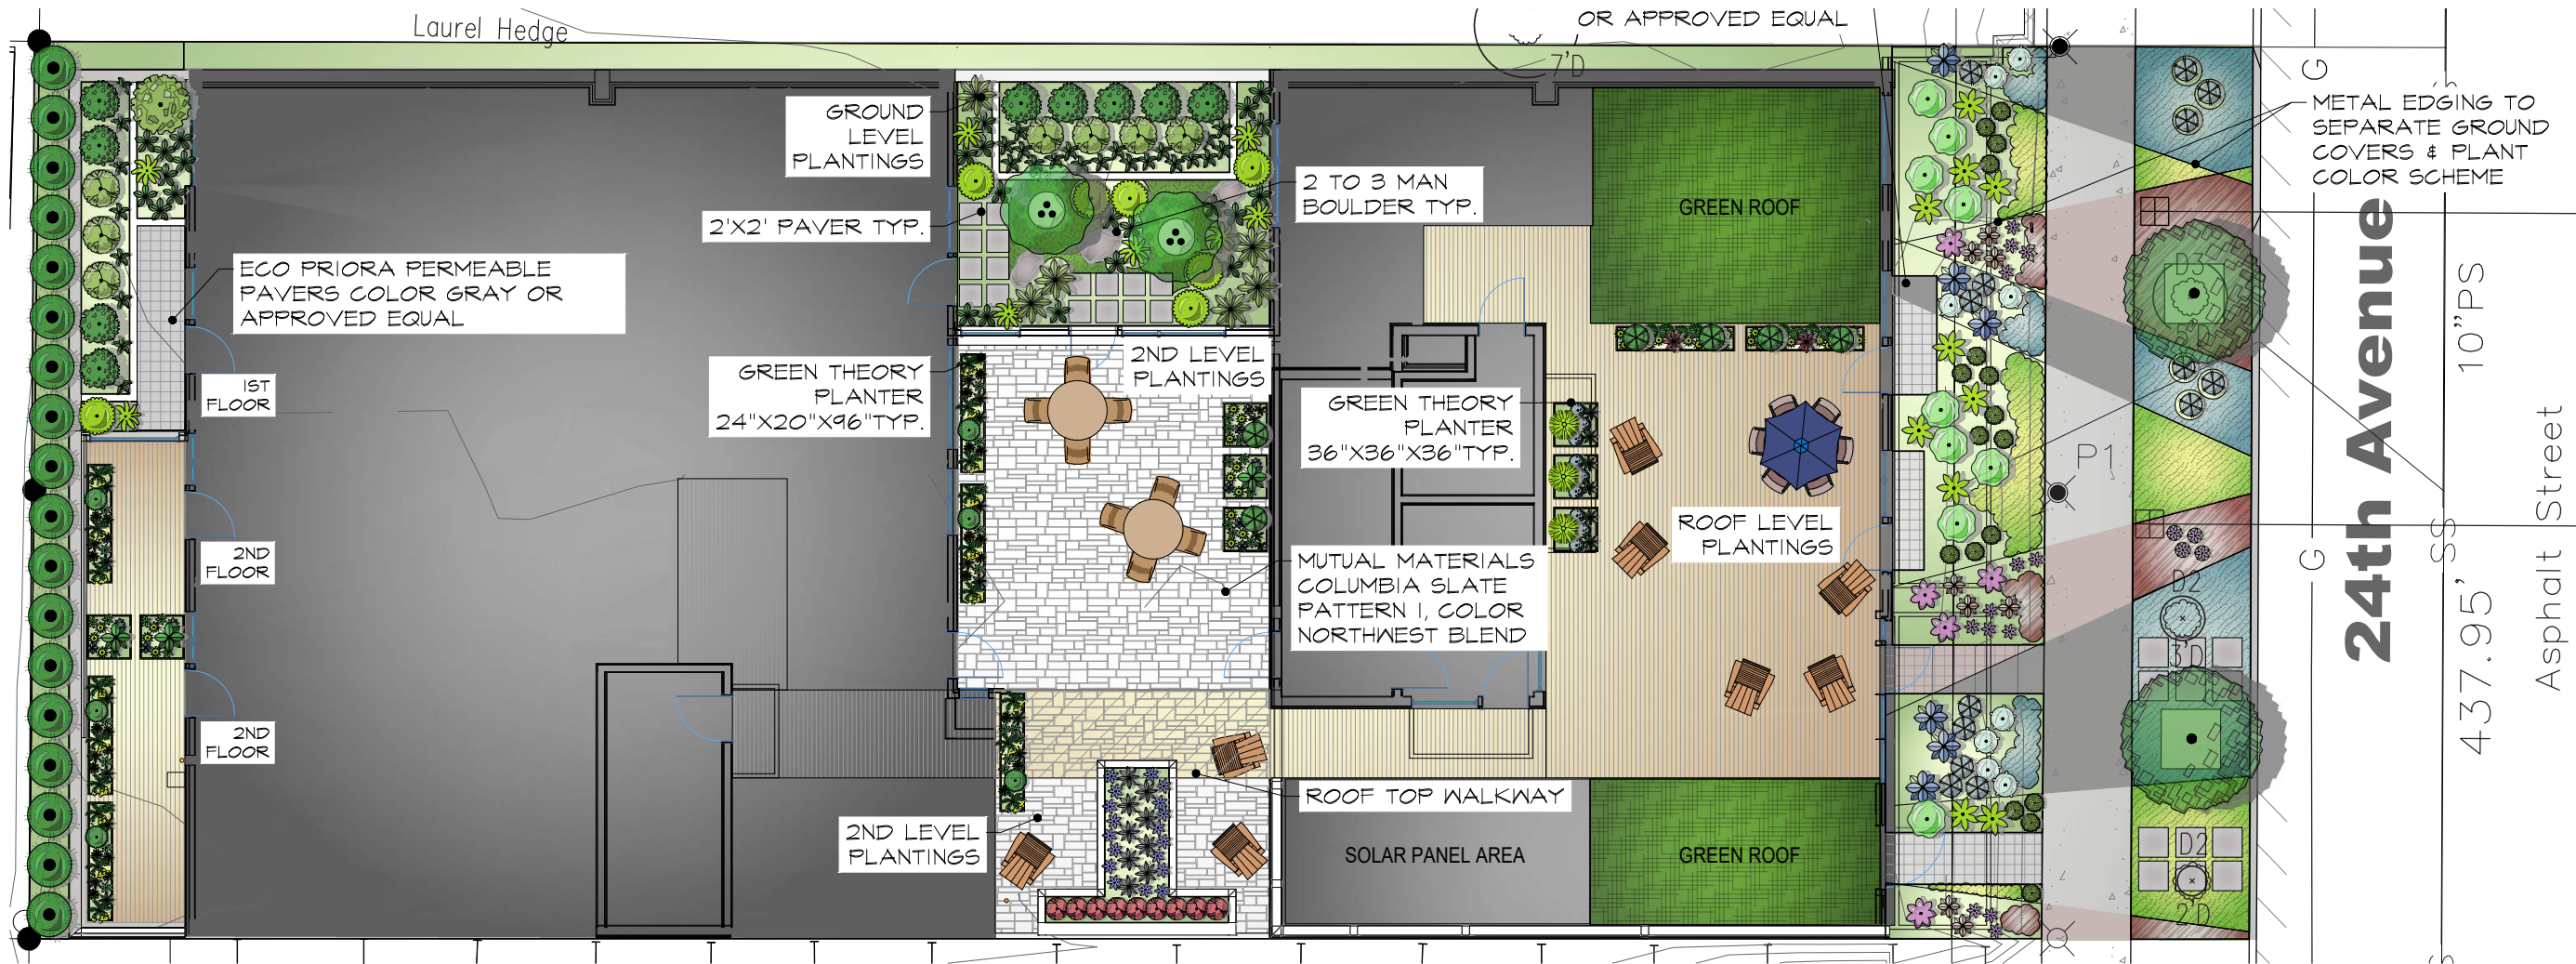 Laurel Hedge
OR APPROVED EQUAL
7'D
GROUND
LEVEL
PLANTINGS
2'X2' PAVER TYP.
2 TO 3 MAN
BOULDER TYP.
GREEN ROOF
METAL EDGING TO
SEPARATE GROUND
COVERS & PLANT
COLOR SCHEME
G
ECO PRIORA PERMEABLE
PAVERS COLOR GRAY OR
APPROVED EQUAL
D3
1ST
FLOOR
GREEN THEORY
PLANTER
24"X20"X96"TYP.
2ND LEVEL
PLANTINGS
GREEN THEORY
PLANTER
36"X36"X36"TYP.
24th Avenue
10"PS
P1
2ND
FLOOR
ROOF LEVEL
PLANTINGS
MUTUAL MATERIALS
COLUMBIA SLATE
PATTERN 1, COLOR
NORTHWEST BLEND
D2
3'D
G
SS
437.95'
Asphalt Street
2ND
FLOOR
ROOF TOP WALKWAY
2ND LEVEL
PLANTINGS
SOLAR PANEL AREA
GREEN ROOF
D2
2'D